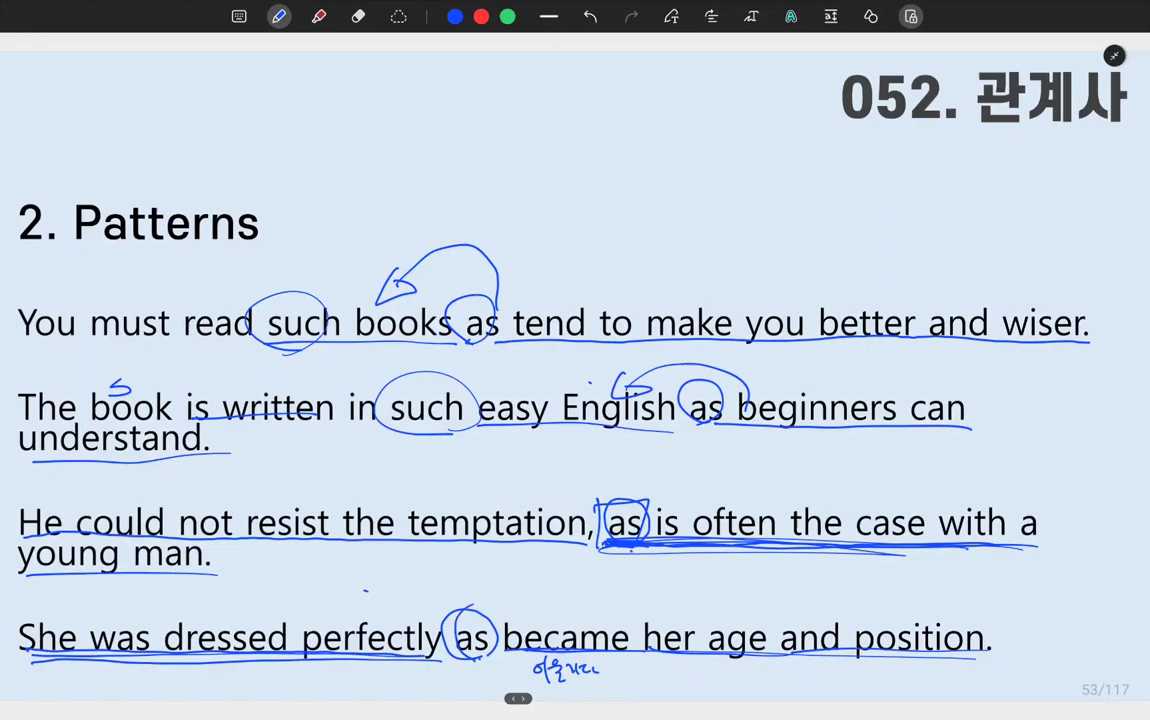 052. 관계사
2. Patterns
You must read such books as tend to make you better and wiser.
S
The book is written in such easy English as beginners can
understand.
He could not resist the temptation, as is often the case with a
young man.
She was dressed perfectly as became her age and position.
어울리다
53/117